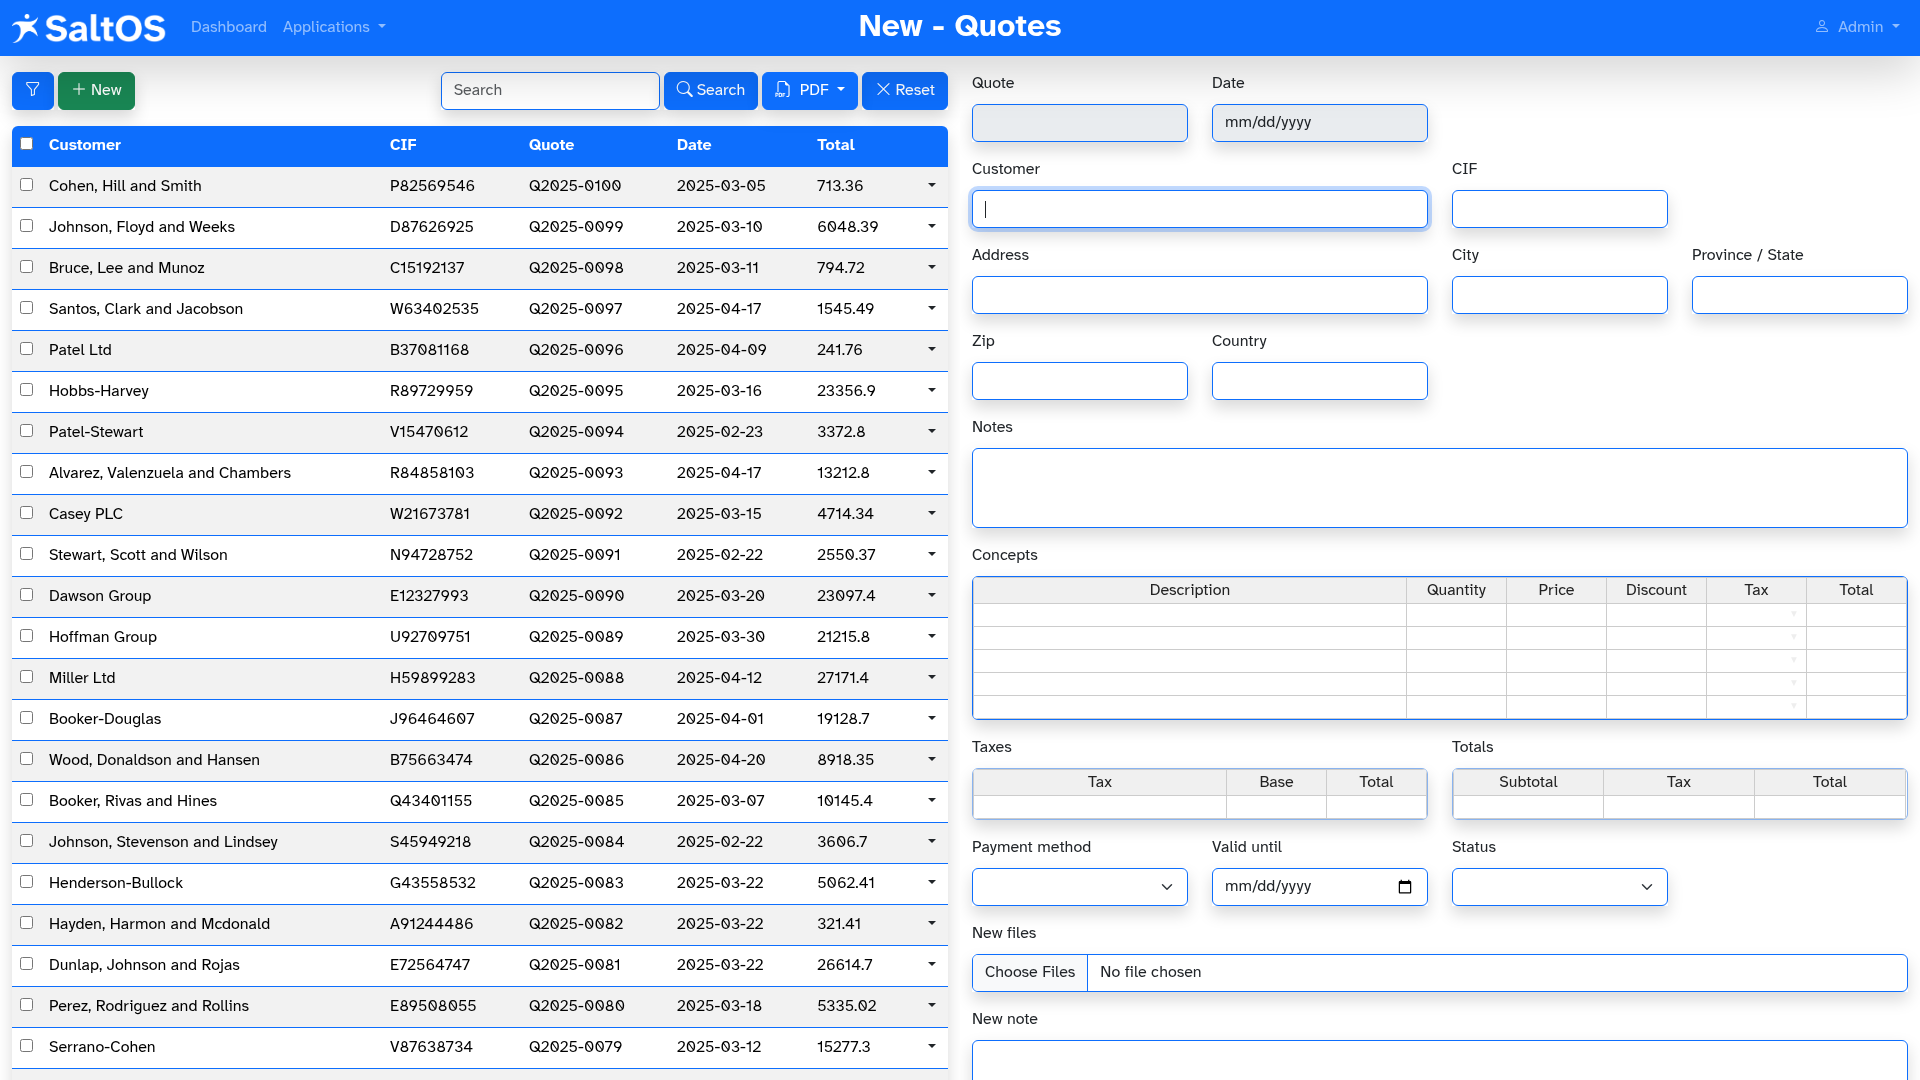 SaltOS Dashboard Applications New - Quotes Admin
New Search Search PDF Reset
Customer CIF Quote Date Total
Cohen, Hill and Smith P82569546 Q2025-0100 2025-03-05 713.36
Johnson, Floyd and Weeks D87626925 Q2025-0099 2025-03-10 6048.39
Bruce, Lee and Munoz C15192137 Q2025-0098 2025-03-11 794.72
Santos, Clark and Jacobson W63402535 Q2025-0097 2025-04-17 1545.49
Patel Ltd B37081168 Q2025-0096 2025-04-09 241.76
Hobbs-Harvey R89729959 Q2025-0095 2025-03-16 23356.9
Patel-Stewart V15470612 Q2025-0094 2025-02-23 3372.8
Alvarez, Valenzuela and Chambers R84858103 Q2025-0093 2025-04-17 13212.8
Casey PLC W21673781 Q2025-0092 2025-03-15 4714.34
Stewart, Scott and Wilson N94728752 Q2025-0091 2025-02-22 2550.37
Dawson Group E12327993 Q2025-0090 2025-03-20 23097.4
Hoffman Group U92709751 Q2025-0089 2025-03-30 21215.8
Miller Ltd H59899283 Q2025-0088 2025-04-12 27171.4
Booker-Douglas J96464607 Q2025-0087 2025-04-01 19128.7
Wood, Donaldson and Hansen B75663474 Q2025-0086 2025-04-20 8918.35
Booker, Rivas and Hines Q43401155 Q2025-0085 2025-03-07 10145.4
Johnson, Stevenson and Lindsey S45949218 Q2025-0084 2025-02-22 3606.7
Henderson-Bullock G43558532 Q2025-0083 2025-03-22 5062.41
Hayden, Harmon and Mcdonald A91244486 Q2025-0082 2025-03-22 321.41
Dunlap, Johnson and Rojas E72564747 Q2025-0081 2025-03-22 26614.7
Perez, Rodriguez and Rollins E89508055 Q2025-0080 2025-03-18 5335.02
Serrano-Cohen V87638734 Q2025-0079 2025-03-12 15277.3
Quote Date
mm/dd/yyyy
Customer CIF
Address City Province / State
Zip Country
Notes
Concepts
Description Quantity Price Discount Tax Total
Taxes Totals
Tax Base Total Subtotal Tax Total
Payment method Valid until Status
mm/dd/yyyy
New files
Choose Files No file chosen
New note